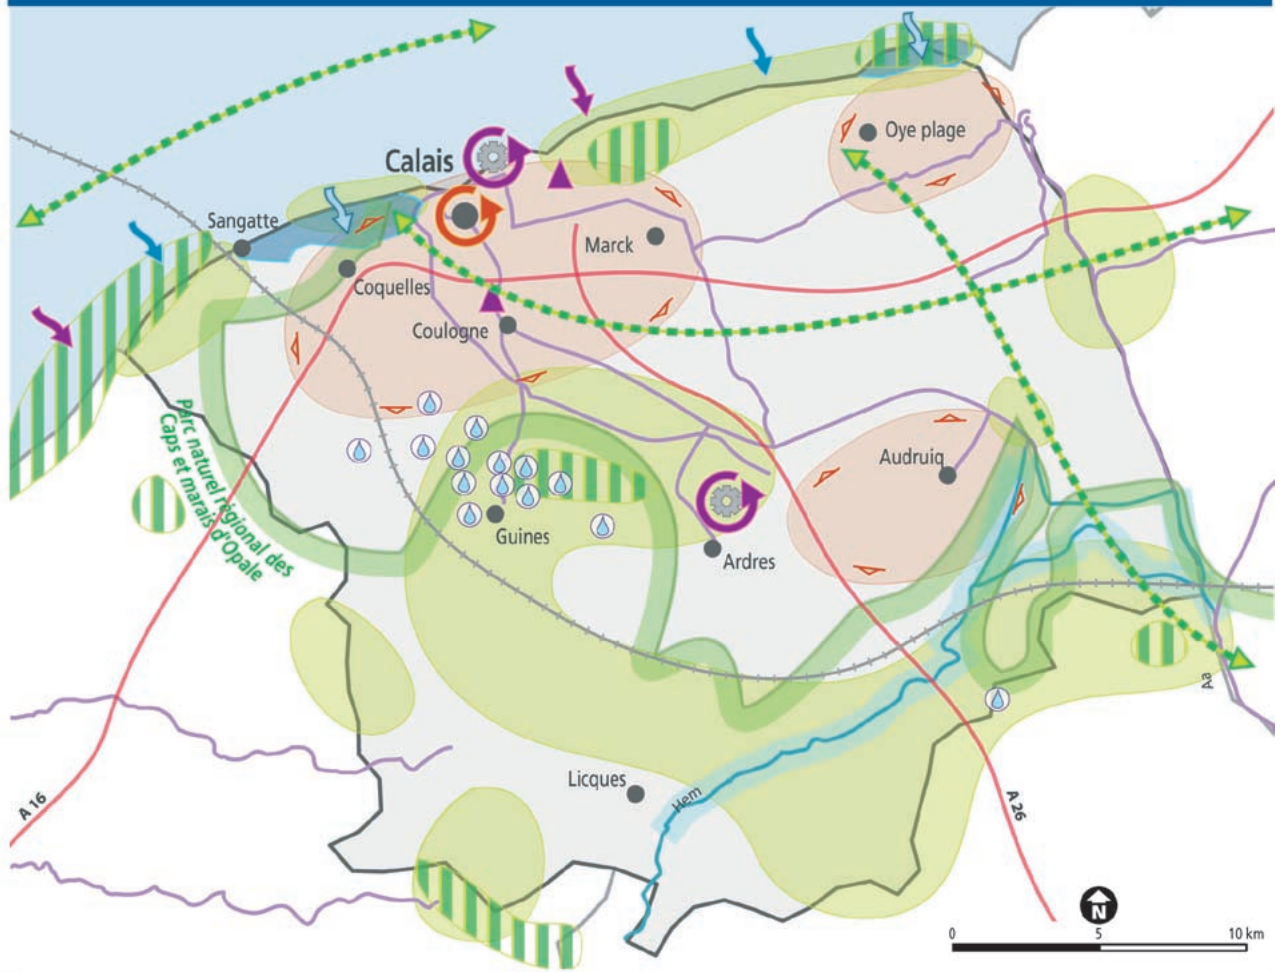 Oye plage
Calais
Sangatte
Marck
Coquelles
Coulogne
Parc naturel régional des
Caps et marais d'Opale
Audruiq
Guines
Ardres
Aa
Licques
Hem
A 16
A 26
N
0 5 10 km